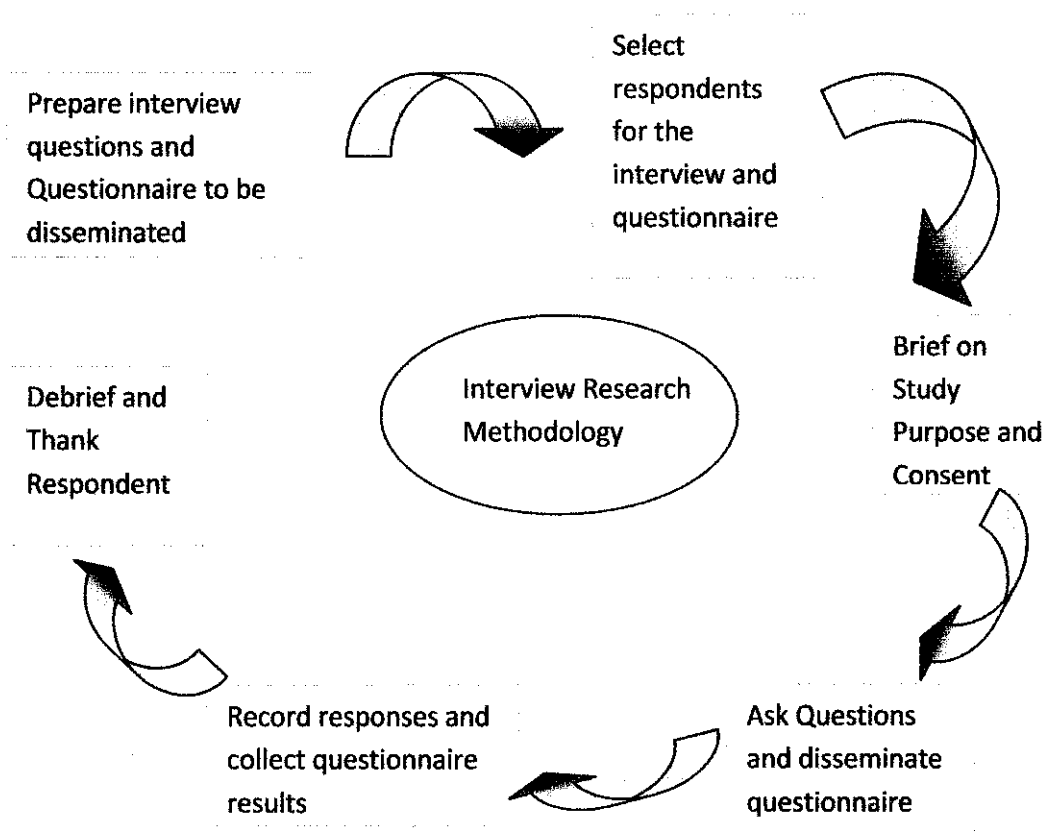 Prepare interview
questions and
Questionnaire to be
disseminated
Select
respondents
for the
interview and
questionnaire
Brief on
Study
Purpose and
Consent
Ask Questions
and disseminate
questionnaire
Record responses and
collect questionnaire
results
Debrief and
Thank
Respondent
Interview Research
Methodology